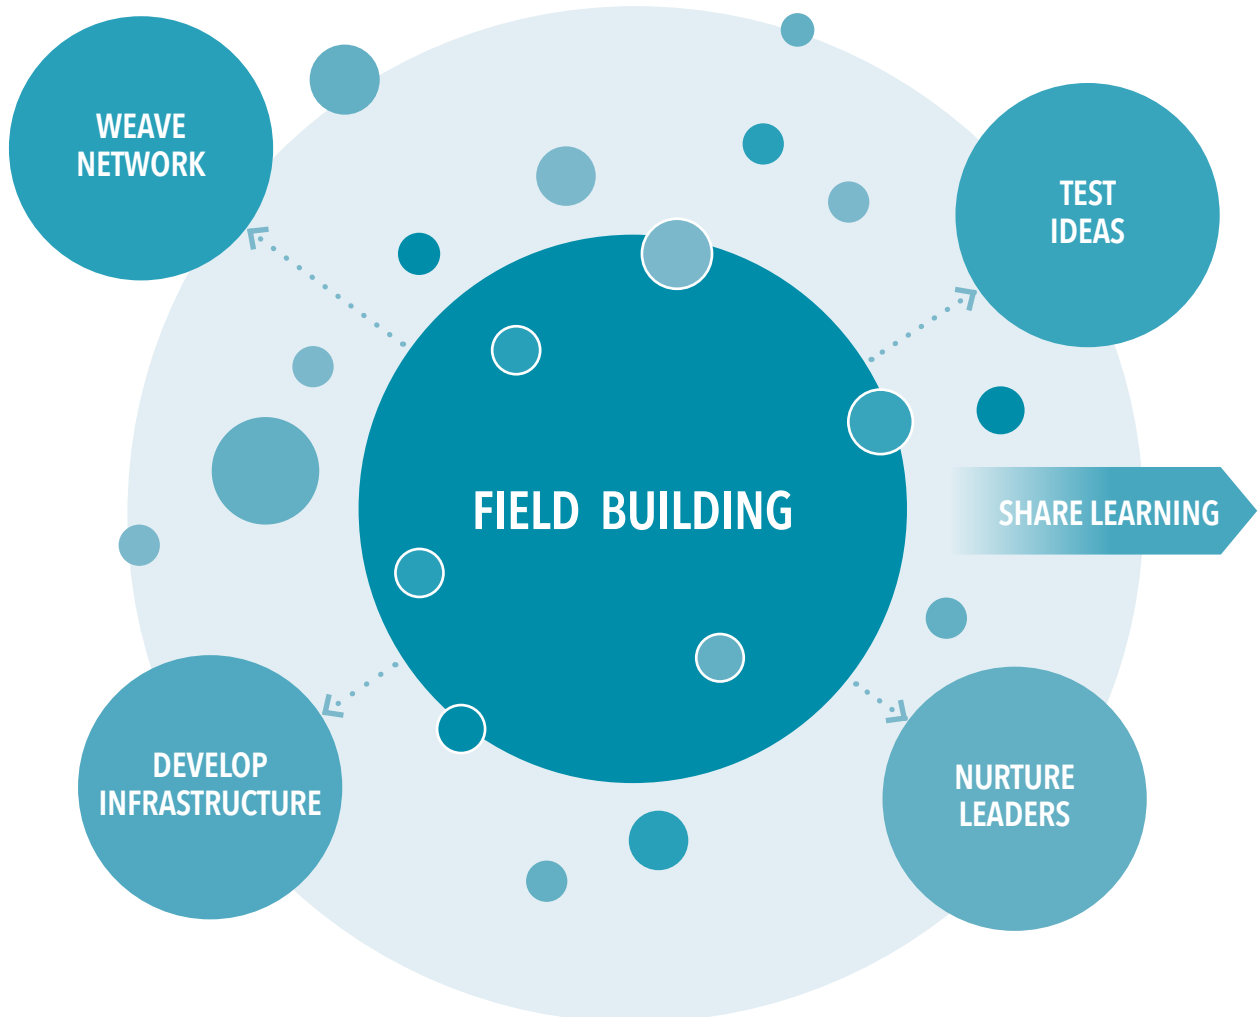 WEAVE
NETWORK
TEST
IDEAS
FIELD BUILDING
SHARE LEARNING
DEVELOP
INFRASTRUCTURE
NURTURE
LEADERS